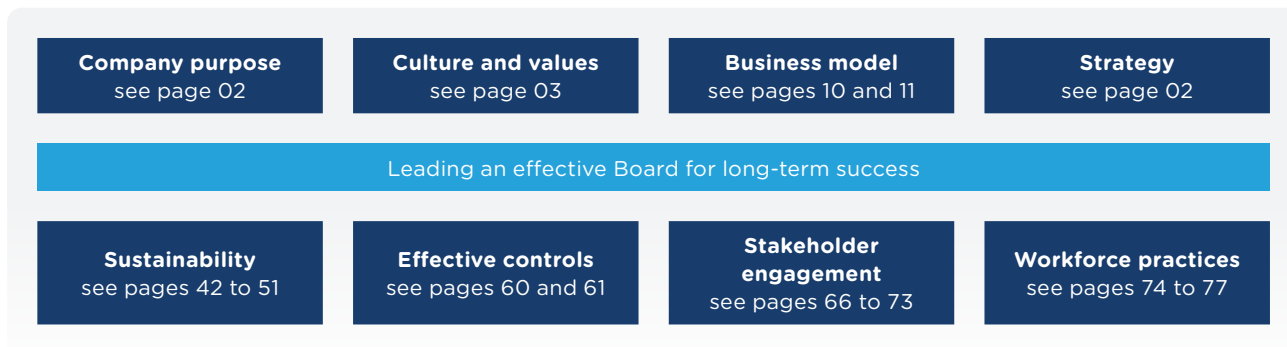 Company purpose
see page 02
Culture and values
see page 03
Business model
see pages 10 and 11
Strategy
see page 02
Leading an effective Board for long-term success
Sustainability
see pages 42 to 51
Effective controls
see pages 60 and 61
Stakeholder
engagement
see pages 66 to 73
Workforce practices
see pages 74 to 77